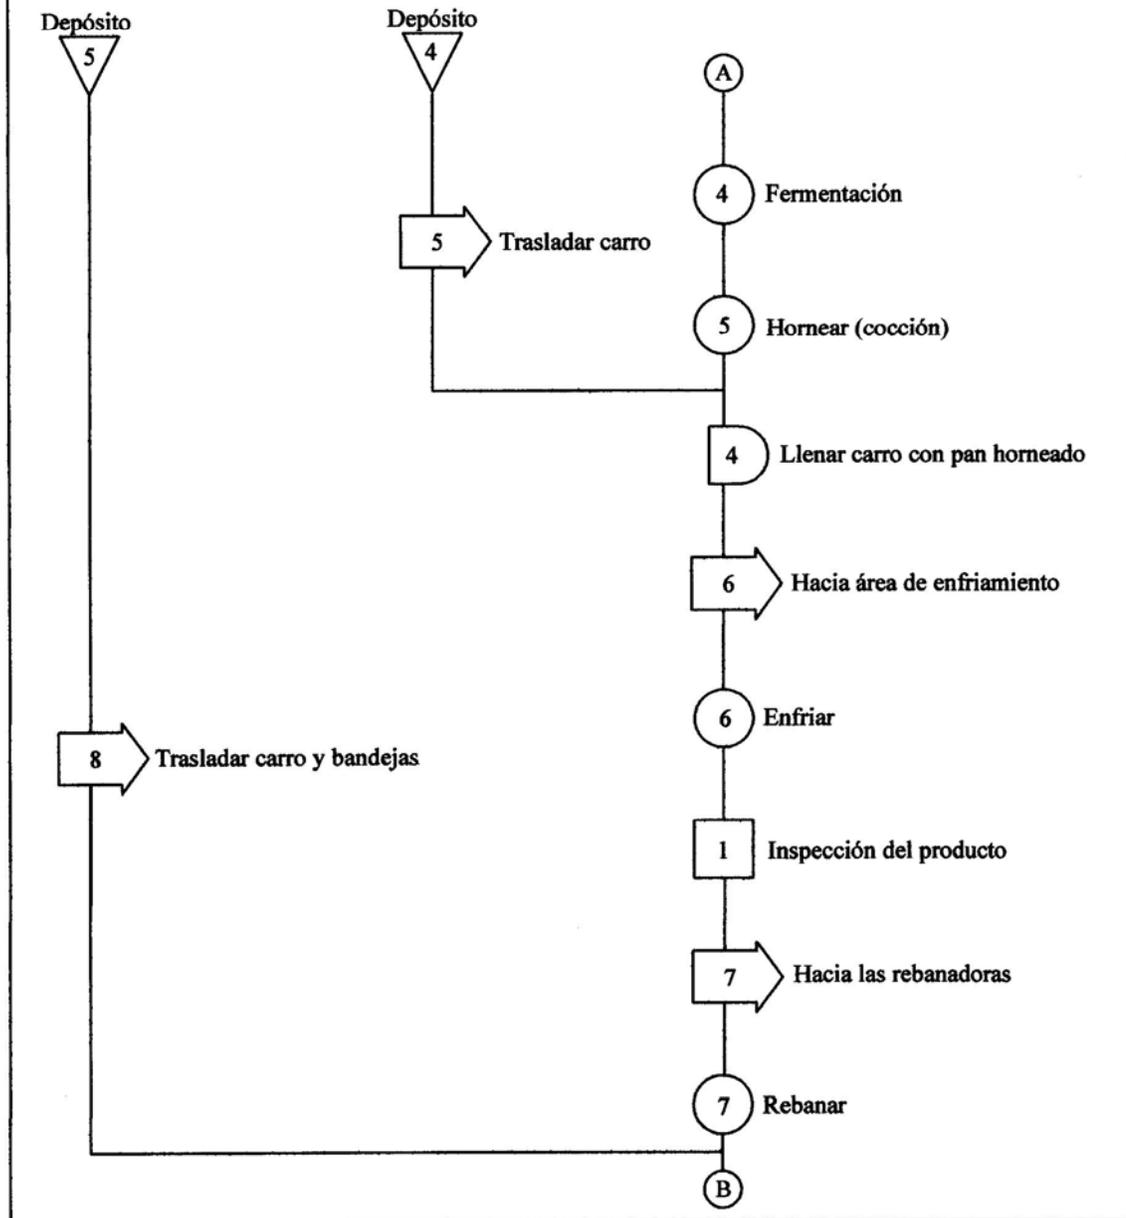 Depósito
5
Depósito
4
A
4 Fermentación
5 Trasladar carro
5 Hornear (cocción)
4 Llenar carro con pan horneado
6 Hacia área de enfriamiento
6 Enfriar
8 Trasladar carro y bandejas
1 Inspección del producto
7 Hacia las rebanadoras
7 Rebanar
B